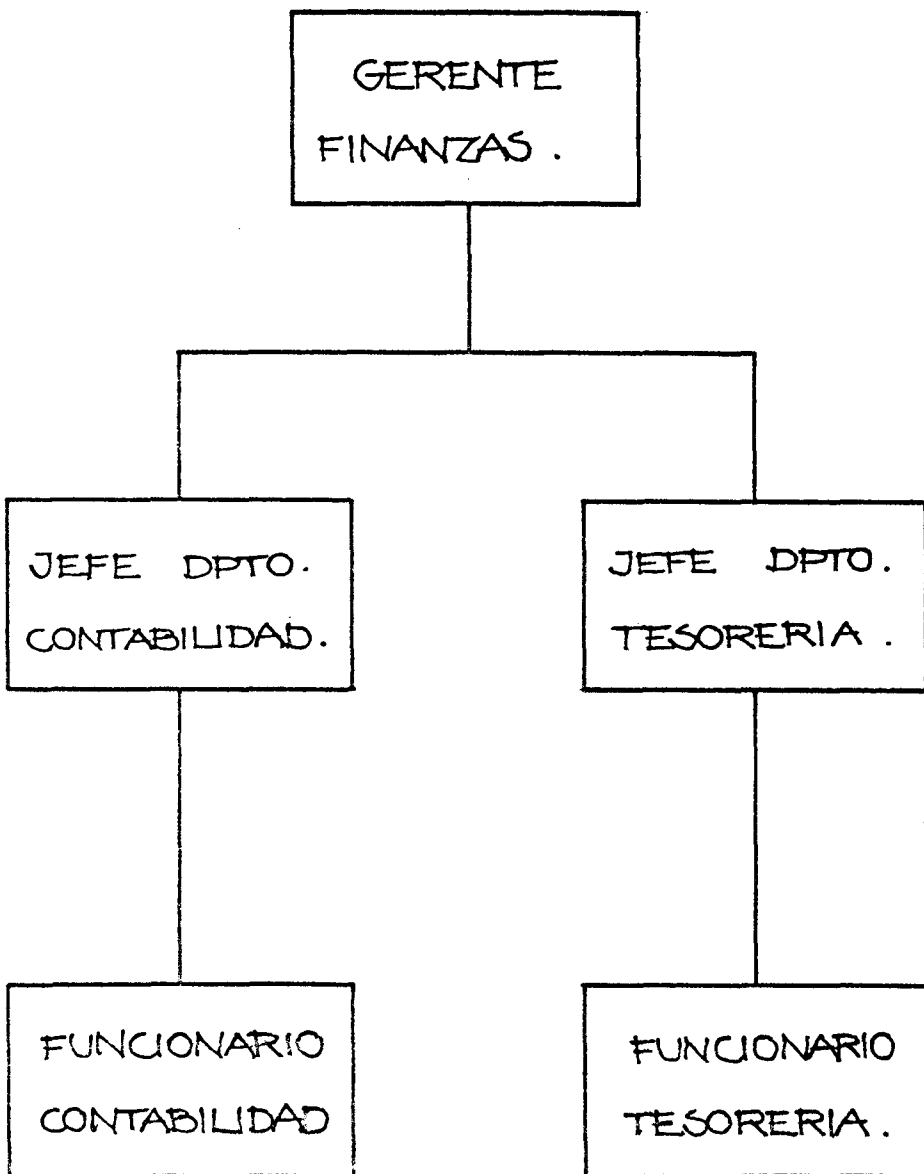 GERENTE
FINANZAS.
JEFE DPTO.
CONTABILIDAD.
JEFE DPTO.
TESORERIA.
FUNCIONARIO
CONTABILIDAD
FUNCIONARIO
TESORERIA.